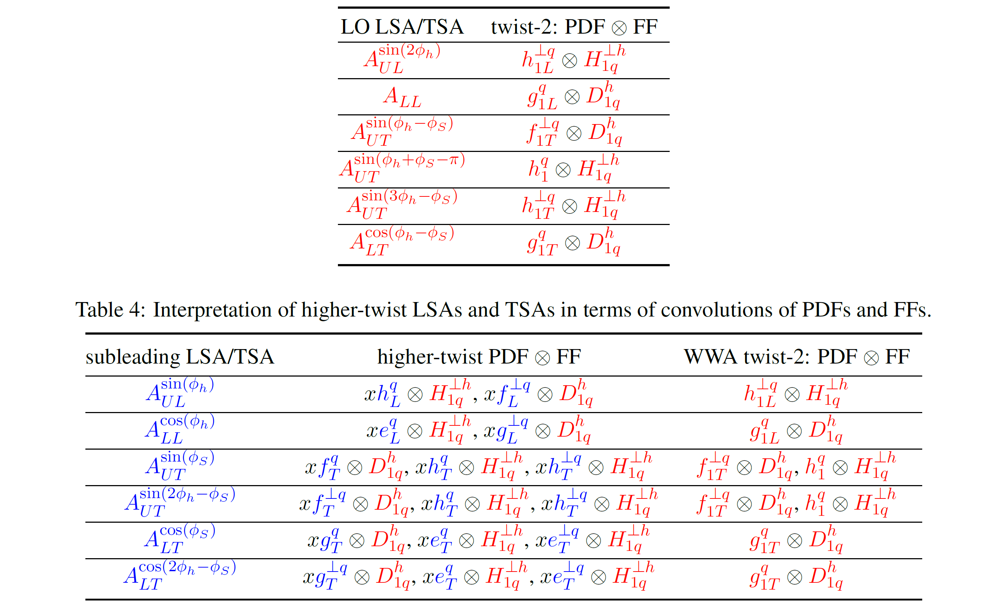 LO LSA/TSA twist-2: PDF ⊗ FF
$A_{UL}^{\sin(2\phi_h)}$ $h_{1L}^{\perp q} \otimes H_{1q}^{\perp h}$
$A_{LL}$ $g_{1L}^{q} \otimes D_{1q}^{h}$
$A_{UT}^{\sin(\phi_h-\phi_S)}$ $f_{1T}^{\perp q} \otimes D_{1q}^{h}$
$A_{UT}^{\sin(\phi_h+\phi_S-\pi)}$ $h_{1}^{q} \otimes H_{1q}^{\perp h}$
$A_{UT}^{\sin(3\phi_h-\phi_S)}$ $h_{1T}^{\perp q} \otimes H_{1q}^{\perp h}$
$A_{LT}^{\cos(\phi_h-\phi_S)}$ $g_{1T}^{q} \otimes D_{1q}^{h}$
Table 4: Interpretation of higher-twist LSAs and TSAs in terms of convolutions of PDFs and FFs.
subleading LSA/TSA higher-twist PDF ⊗ FF WWA twist-2: PDF ⊗ FF
$A_{UL}^{\sin(\phi_h)}$ $xh_{L}^{q} \otimes H_{1q}^{\perp h}, xf_{L}^{\perp q} \otimes D_{1q}^{h}$ $h_{1L}^{\perp q} \otimes H_{1q}^{\perp h}$
$A_{LL}^{\cos(\phi_h)}$ $xe_{L}^{q} \otimes H_{1q}^{\perp h}, xg_{L}^{\perp q} \otimes D_{1q}^{h}$ $g_{1L}^{q} \otimes D_{1q}^{h}$
$A_{UT}^{\sin(\phi_S)}$ $xf_{T}^{q} \otimes D_{1q}^{h}, xh_{T}^{q} \otimes H_{1q}^{\perp h}, xh_{T}^{\perp q} \otimes H_{1q}^{\perp h}$ $f_{1T}^{\perp q} \otimes D_{1q}^{h}, h_{1}^{q} \otimes H_{1q}^{\perp h}$
$A_{UT}^{\sin(2\phi_h-\phi_S)}$ $xf_{T}^{\perp q} \otimes D_{1q}^{h}, xh_{T}^{q} \otimes H_{1q}^{\perp h}, xh_{T}^{\perp q} \otimes H_{1q}^{\perp h}$ $f_{1T}^{\perp q} \otimes D_{1q}^{h}, h_{1}^{q} \otimes H_{1q}^{\perp h}$
$A_{LT}^{\cos(\phi_S)}$ $xg_{T}^{q} \otimes D_{1q}^{h}, xe_{T}^{q} \otimes H_{1q}^{\perp h}, xe_{T}^{\perp q} \otimes H_{1q}^{\perp h}$ $g_{1T}^{q} \otimes D_{1q}^{h}$
$A_{LT}^{\cos(2\phi_h-\phi_S)}$ $xg_{T}^{\perp q} \otimes D_{1q}^{h}, xe_{T}^{q} \otimes H_{1q}^{\perp h}, xe_{T}^{\perp q} \otimes H_{1q}^{\perp h}$ $g_{1T}^{q} \otimes D_{1q}^{h}$